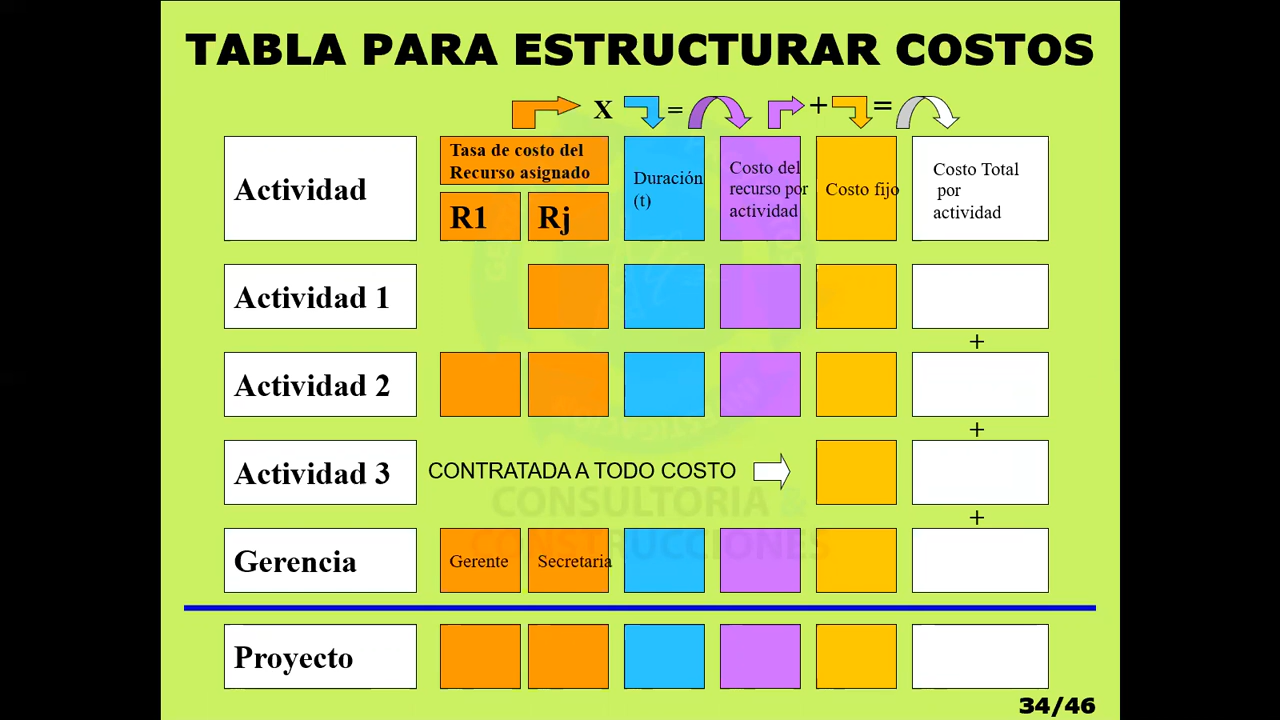 TABLA PARA ESTRUCTURAR COSTOS
X = + =
Actividad
Tasa de costo del
Recurso asignado
R1 Rj
Duración
(t)
Costo del
recurso por
actividad
Costo fijo
Costo Total
por
actividad
Actividad 1
+
Actividad 2
+
Actividad 3 CONTRATADA A TODO COSTO
+
CONSULTORIA &
CONSTRUCCIONES
Gerencia Gerente Secretaria
Proyecto
34/46